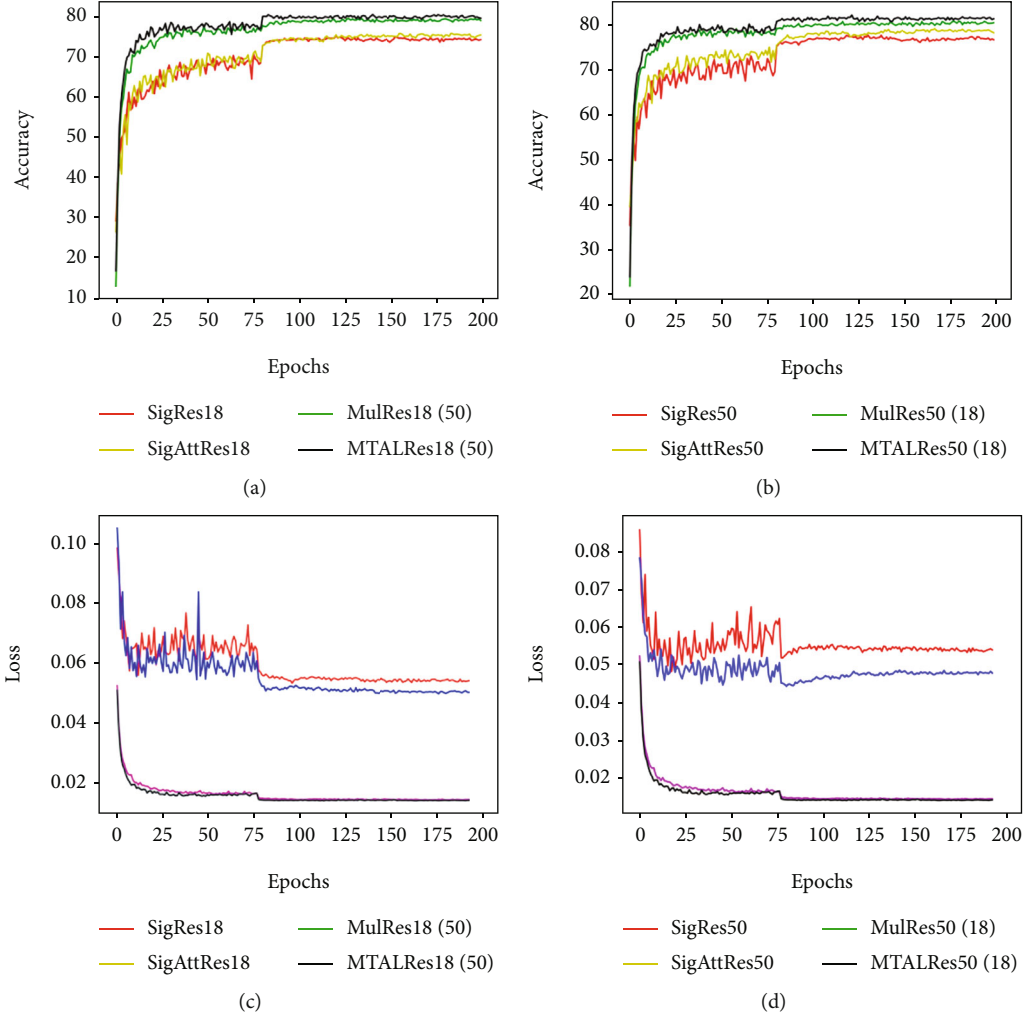 80
70
60
50
40
30
20
10
Accuracy
0 25 50 75 100 125 150 175 200
Epochs
SigRes18 MulRes18 (50)
SigAttRes18 MTALRes18 (50)
(a)
80
70
60
50
40
30
20
Accuracy
0 25 50 75 100 125 150 175 200
Epochs
SigRes50 MulRes50 (18)
SigAttRes50 MTALRes50 (18)
(b)
0.10
0.08
0.06
0.04
0.02
Loss
0 25 50 75 100 125 150 175 200
Epochs
SigRes18 MulRes18 (50)
SigAttRes18 MTALRes18 (50)
(c)
0.08
0.07
0.06
0.05
0.04
0.03
0.02
Loss
0 25 50 75 100 125 150 175 200
Epochs
SigRes50 MulRes50 (18)
SigAttRes50 MTALRes50 (18)
(d)